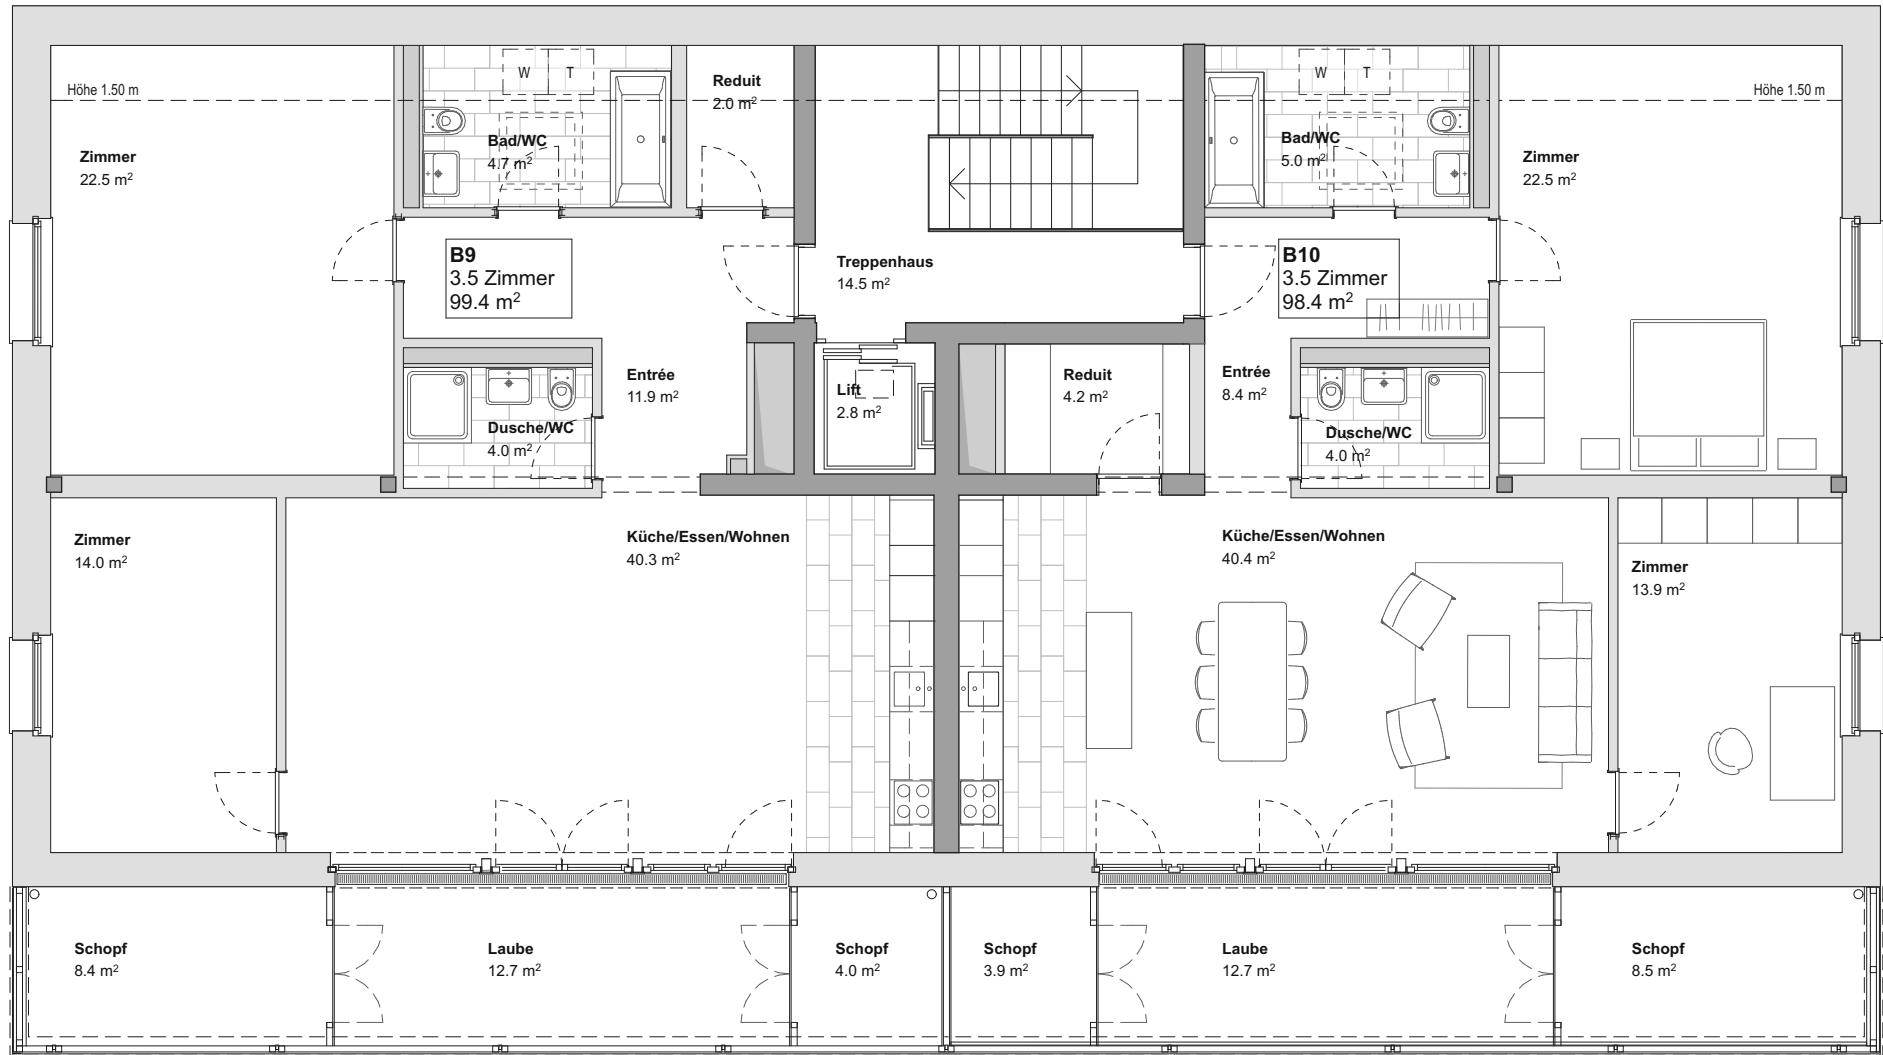 Höhe 1.50 m
Zimmer
22.5 m²
W
T
Bad/WC
4.7 m²
Reduit
2.0 m²
W
T
Bad/WC
5.0 m²
Höhe 1.50 m
Zimmer
22.5 m²
B9
3.5 Zimmer
99.4 m²
Treppenhaus
14.5 m²
B10
3.5 Zimmer
98.4 m²
Dusche/WC
4.0 m²
Entrée
11.9 m²
Lift
2.8 m²
Reduit
4.2 m²
Entrée
8.4 m²
Dusche/WC
4.0 m²
Zimmer
14.0 m²
Küche/Essen/Wohnen
40.3 m²
Küche/Essen/Wohnen
40.4 m²
Zimmer
13.9 m²
Schopf
8.4 m²
Laube
12.7 m²
Schopf
4.0 m²
Schopf
3.9 m²
Laube
12.7 m²
Schopf
8.5 m²